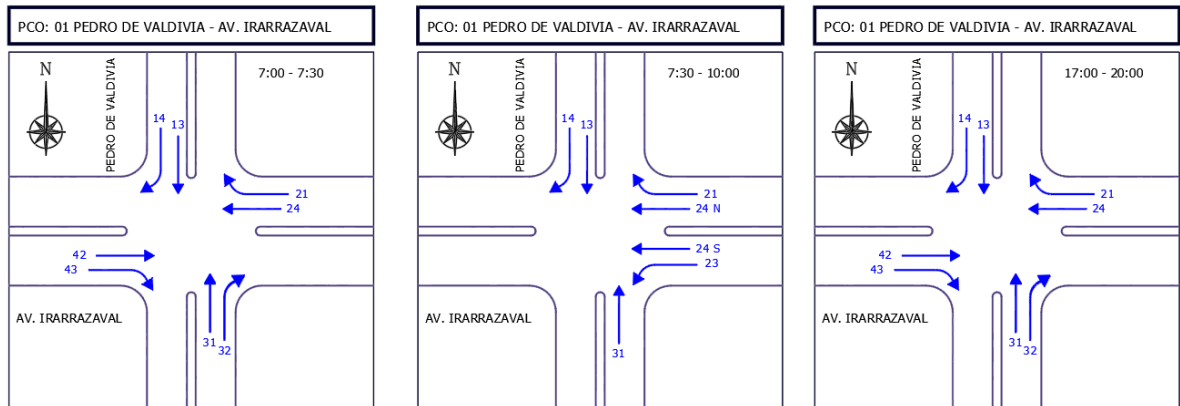 PCO: 01 PEDRO DE VALDIVIA - AV. IRARRAZAVAL
N
PEDRO DE VALDIVIA
7:00 - 7:30
14
13
21
24
42
43
AV. IRARRAZAVAL
31
32
PCO: 01 PEDRO DE VALDIVIA - AV. IRARRAZAVAL
N
PEDRO DE VALDIVIA
7:30 - 10:00
14
13
21
24 N
24 S
23
AV. IRARRAZAVAL
31
PCO: 01 PEDRO DE VALDIVIA - AV. IRARRAZAVAL
N
PEDRO DE VALDIVIA
17:00 - 20:00
14
13
21
24
42
43
AV. IRARRAZAVAL
31
32